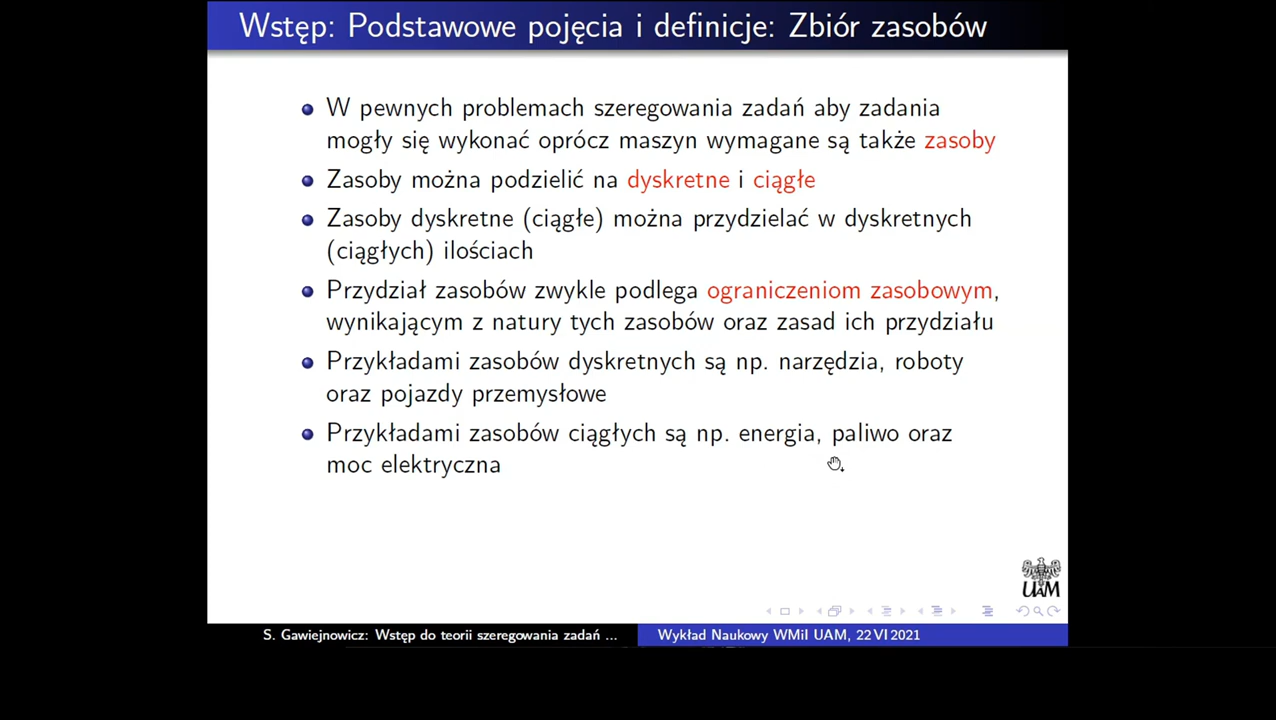 Wstęp: Podstawowe pojęcia i definicje: Zbiór zasobów
W pewnych problemach szeregowania zadań aby zadania
mogły się wykonać oprócz maszyn wymagane są także zasoby
Zasoby można podzielić na dyskretne i ciągłe
Zasoby dyskretne (ciągłe) można przydzielać w dyskretnych
(ciągłych) ilościach
Przydział zasobów zwykle podlega ograniczeniom zasobowym,
wynikającym z natury tych zasobów oraz zasad ich przydziału
Przykładami zasobów dyskretnych są np. narzędzia, roboty
oraz pojazdy przemysłowe
Przykładami zasobów ciągłych są np. energia, paliwo oraz
moc elektryczna
UAM
S. Gawiejnowicz: Wstęp do teorii szeregowania zadań ...
Wykład Naukowy WMiI UAM, 22 VI 2021